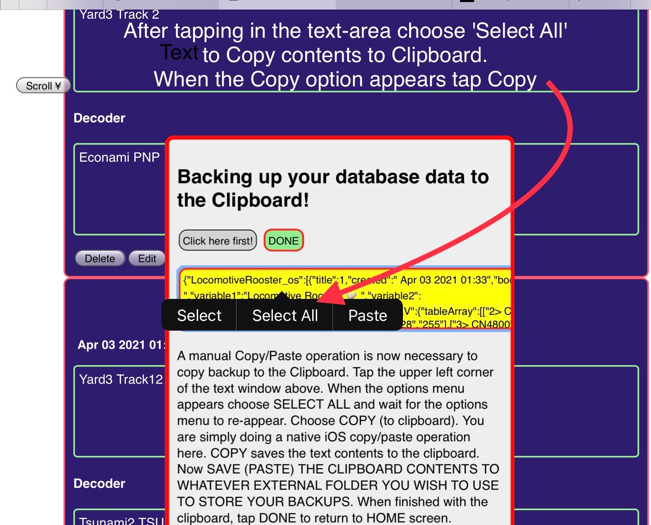 Yard3 Track 2
After tapping in the text-area choose 'Select All'
Text to Copy contents to Clipboard.
When the Copy option appears tap Copy
Scroll ¥
Decoder
Econami PNP
Backing up your database data to
the Clipboard!
Click here first!
DONE
Delete
Edit
{"LocomotiveRooster_os":[{"title":1,"created":" Apr 03 2021 01:33","boo
","variable1":"Locomotive Roo ","variable2":
V":{"tableArray":[["2> C
28","255"],["3> CN4800
Select
Select All
Paste
Apr 03 2021 01:
Yard3 Track12
A manual Copy/Paste operation is now necessary to
copy backup to the Clipboard. Tap the upper left corner
of the text window above. When the options menu
appears choose SELECT ALL and wait for the options
menu to re-appear. Choose COPY (to clipboard). You
are simply doing a native iOS copy/paste operation
here. COPY saves the text contents to the clipboard.
Now SAVE (PASTE) THE CLIPBOARD CONTENTS TO
WHATEVER EXTERNAL FOLDER YOU WISH TO USE
TO STORE YOUR BACKUPS. When finished with the
clipboard, tap DONE to return to HOME screen.
Decoder
Tsunami2 TSU